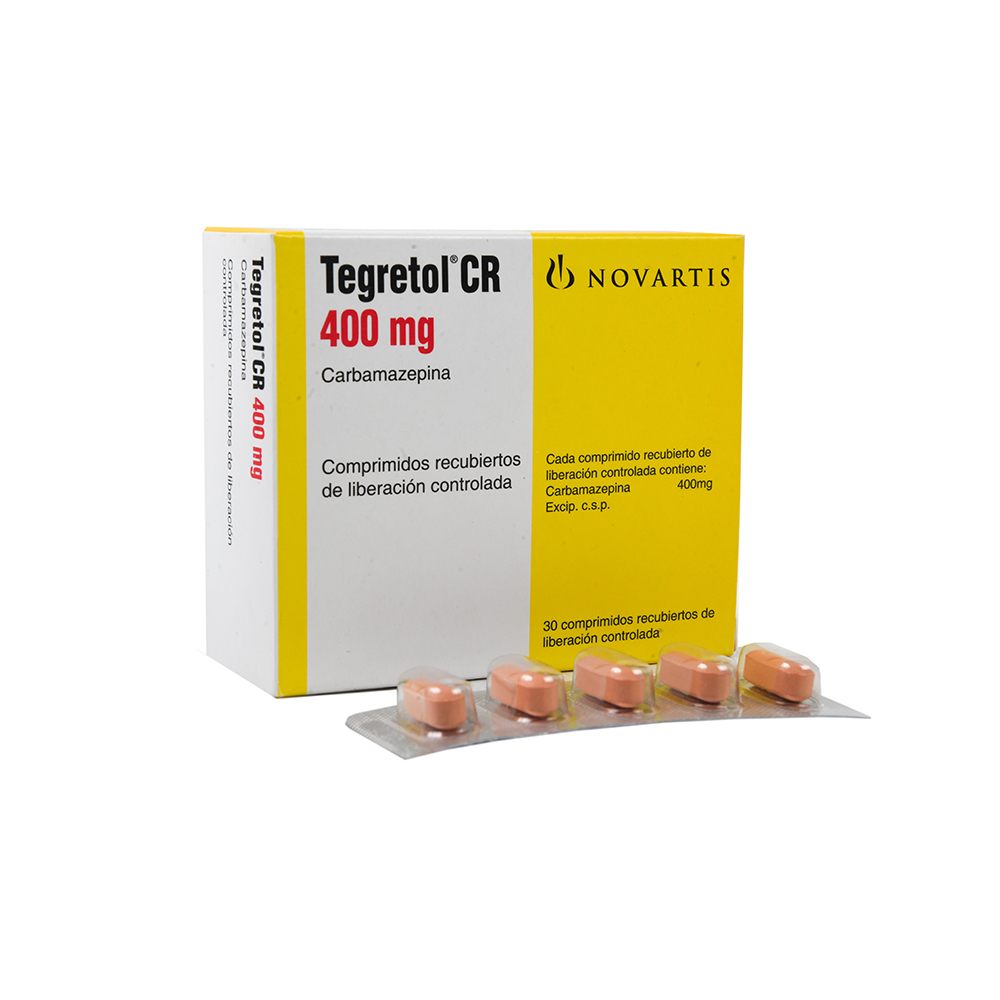 Tegretol® CR 400 mg
Carbamazepina
Comprimidos recubiertos de liberación
controlada
Tegretol® CR
400 mg
Carbamazepina
Comprimidos recubiertos
de liberación controlada
NOVARTIS
Cada comprimido recubierto de
liberación controlada contiene:
Carbamazepina 400mg
Excip. c.s.p.
30 comprimidos recubiertos de
liberación controlada